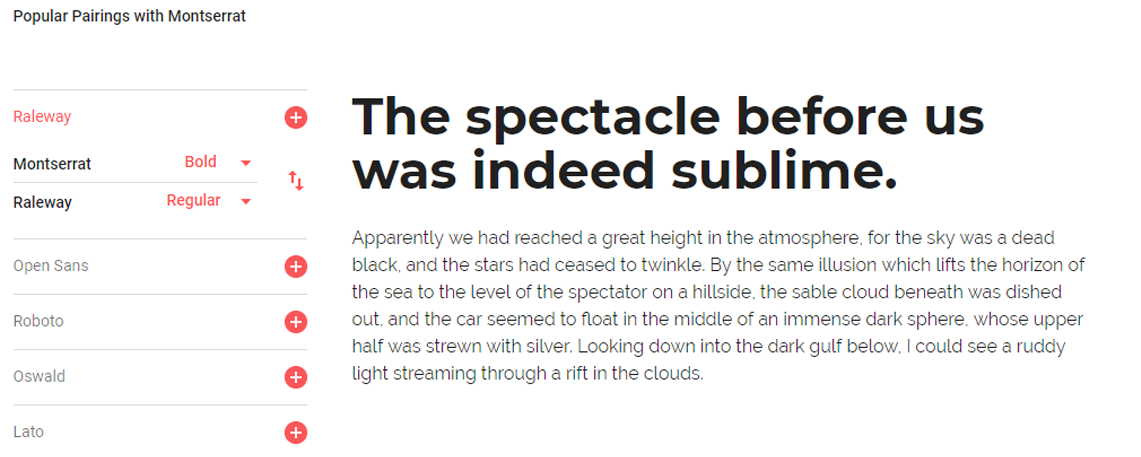 Popular Pairings with Montserrat
Raleway
Montserrat Bold
Raleway Regular
Open Sans
Roboto
Oswald
Lato
The spectacle before us
was indeed sublime.
Apparently we had reached a great height in the atmosphere, for the sky was a dead
black, and the stars had ceased to twinkle. By the same illusion which lifts the horizon of
the sea to the level of the spectator on a hillside, the sable cloud beneath was dished
out, and the car seemed to float in the middle of an immense dark sphere, whose upper
half was strewn with silver. Looking down into the dark gulf below, I could see a ruddy
light streaming through a rift in the clouds.